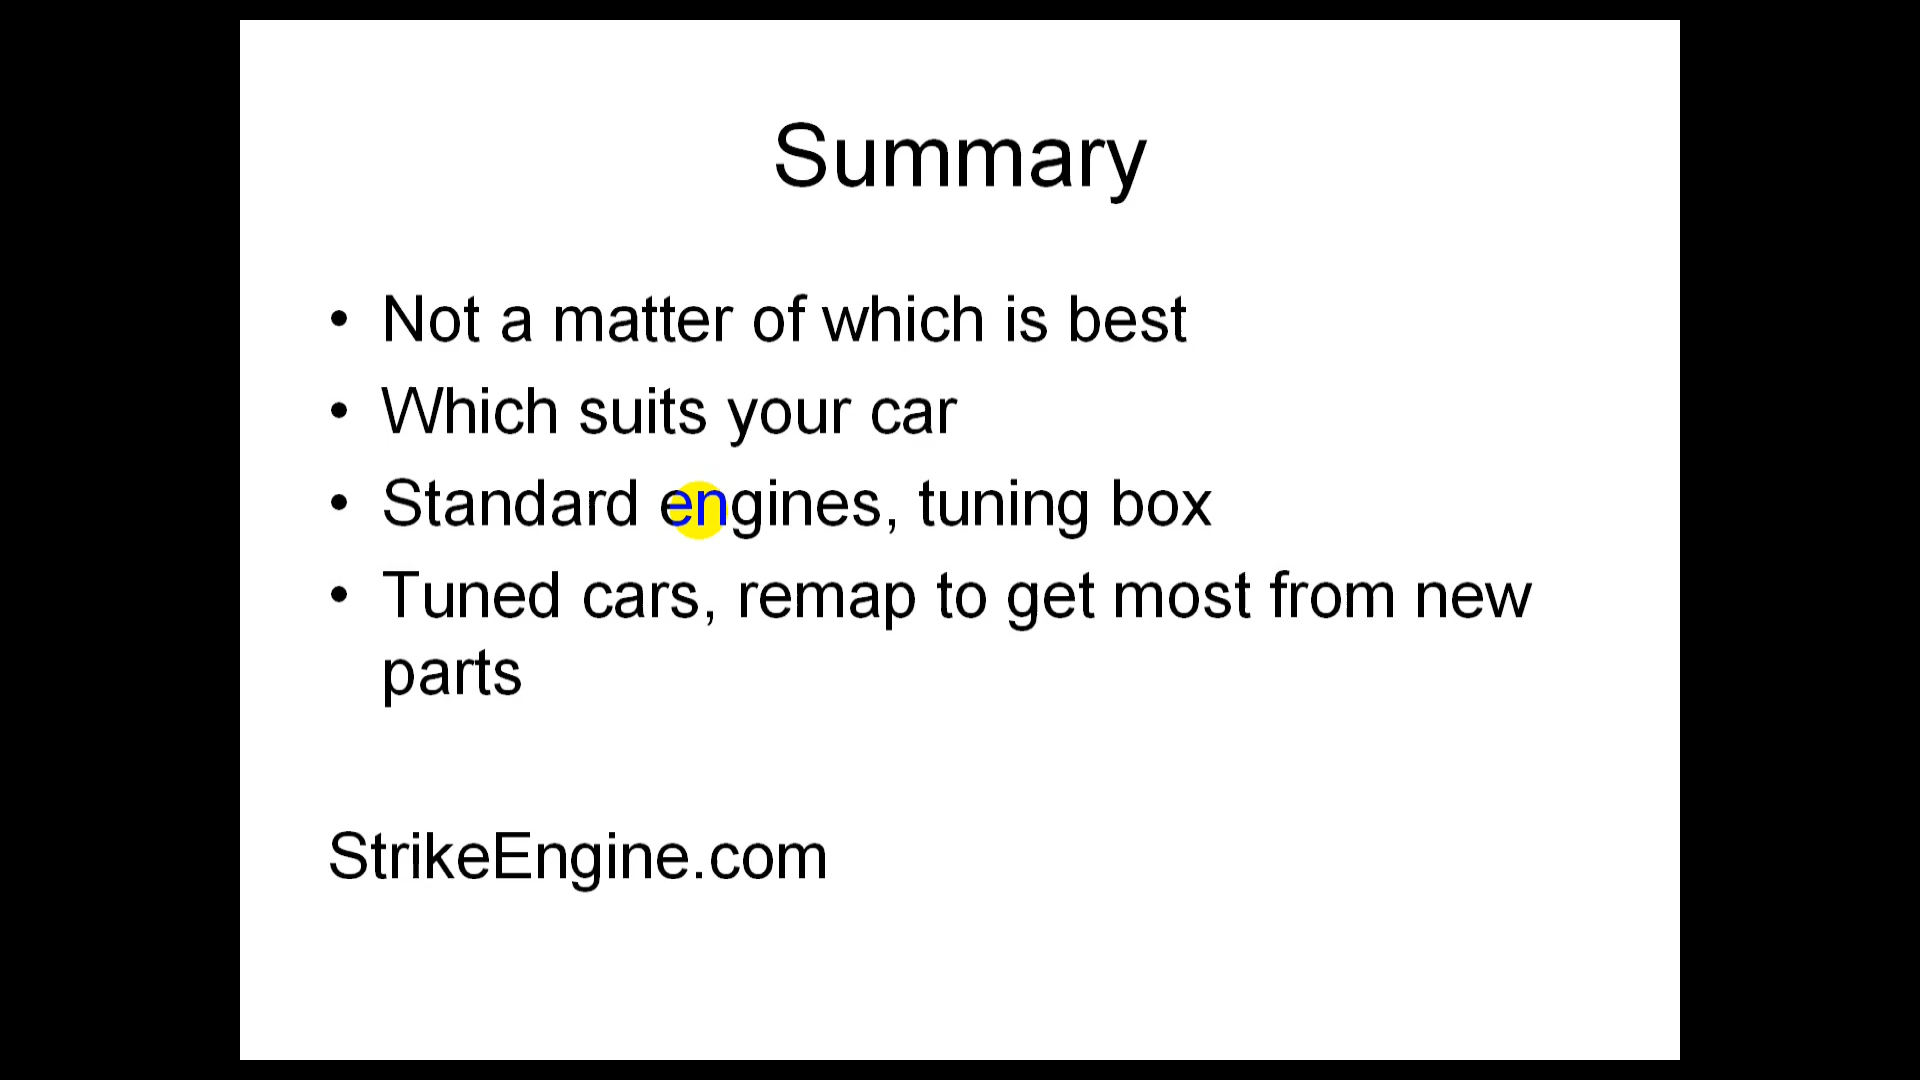 Summary
• Not a matter of which is best
• Which suits your car
• Standard engines, tuning box
• Tuned cars, remap to get most from new
parts
StrikeEngine.com